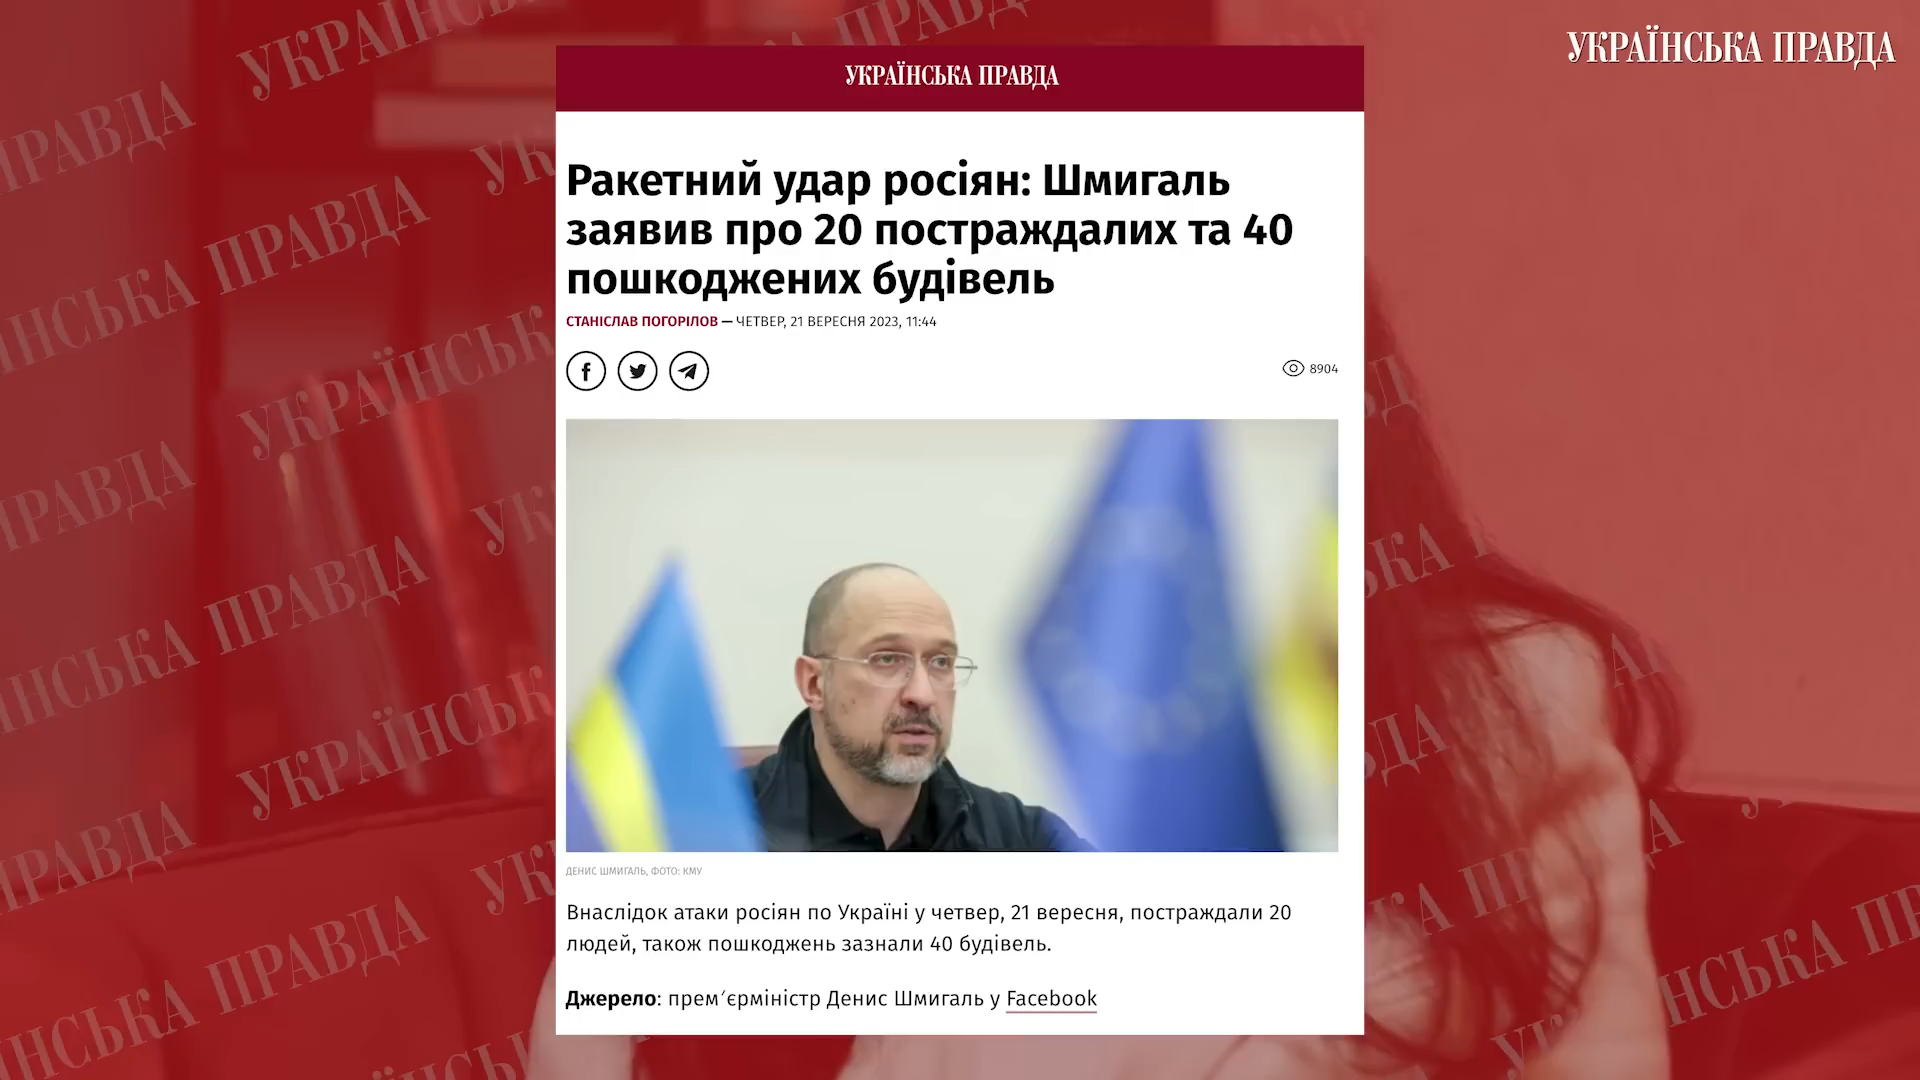 УКРАЇНСЬКА ПРАВДА
УКРАЇНСЬКА ПРАВДА
Ракетний удар росіян: Шмигаль
заявив про 20 постраждалих та 40
пошкоджених будівель
СТАНІСЛАВ ПОГОРІЛОВ — ЧЕТВЕР, 21 ВЕРЕСНЯ 2023, 11:44
8904
ДЕНИС ШМИГАЛЬ, ФОТО: КМУ
Внаслідок атаки росіян по Україні у четвер, 21 вересня, постраждали 20
людей, також пошкоджень зазнали 40 будівель.
Джерело: прем′єрміністр Денис Шмигаль у Facebook